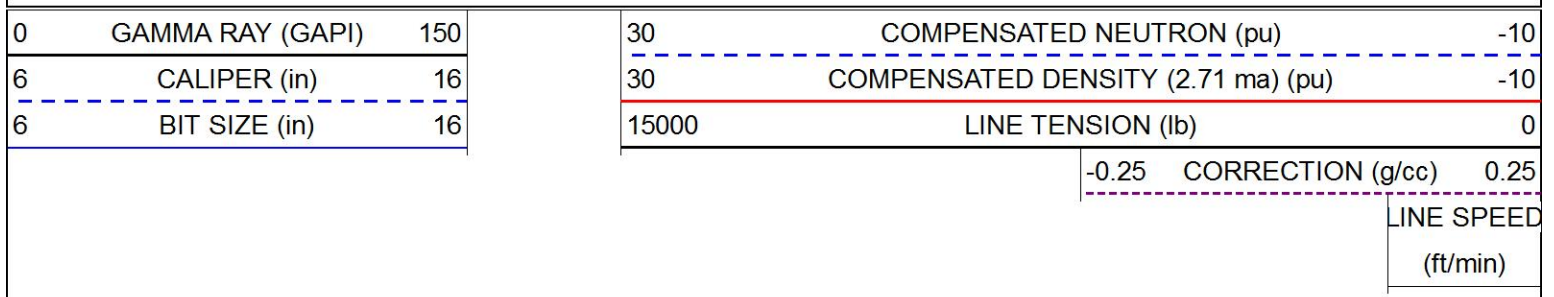 0 GAMMA RAY (GAPI) 150 30 COMPENSATED NEUTRON (pu) -10
6 CALIPER (in) 16 30 COMPENSATED DENSITY (2.71 ma) (pu) -10
6 BIT SIZE (in) 16 15000 LINE TENSION (lb) 0
-0.25 CORRECTION (g/cc) 0.25
LINE SPEED
(ft/min)